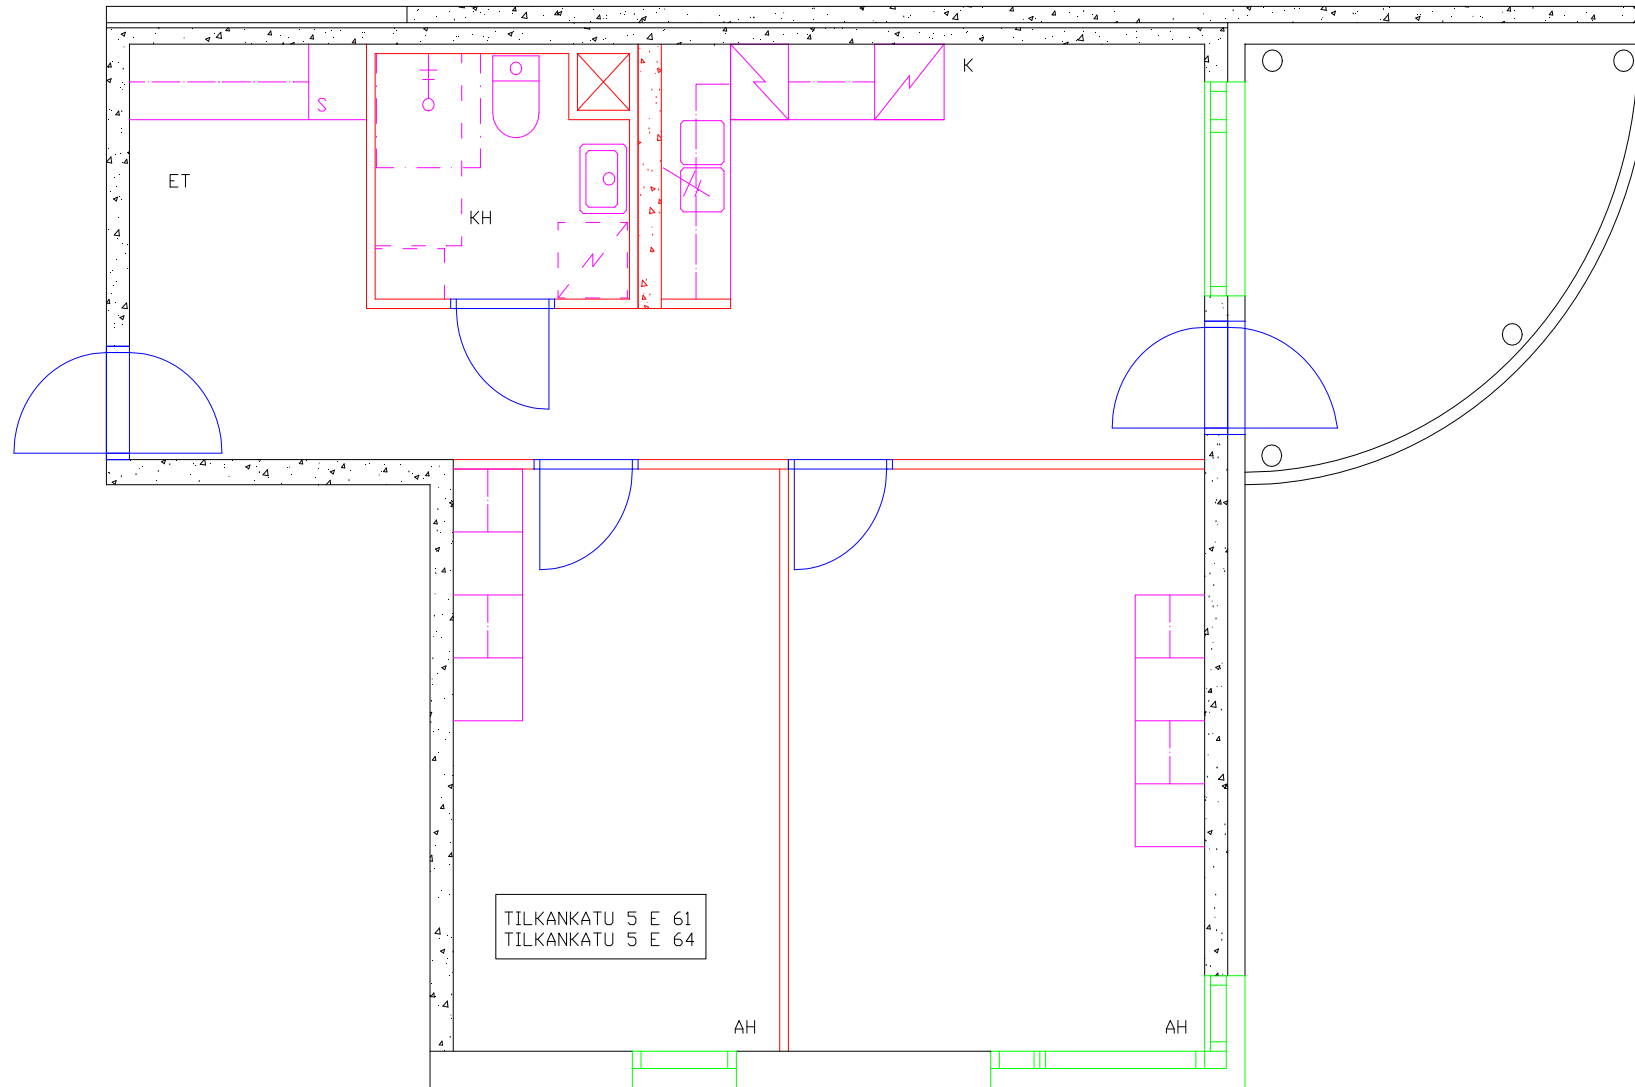 K
S
ET
KH
TILKANKATU 5 E 61
TILKANKATU 5 E 64
AH
AH